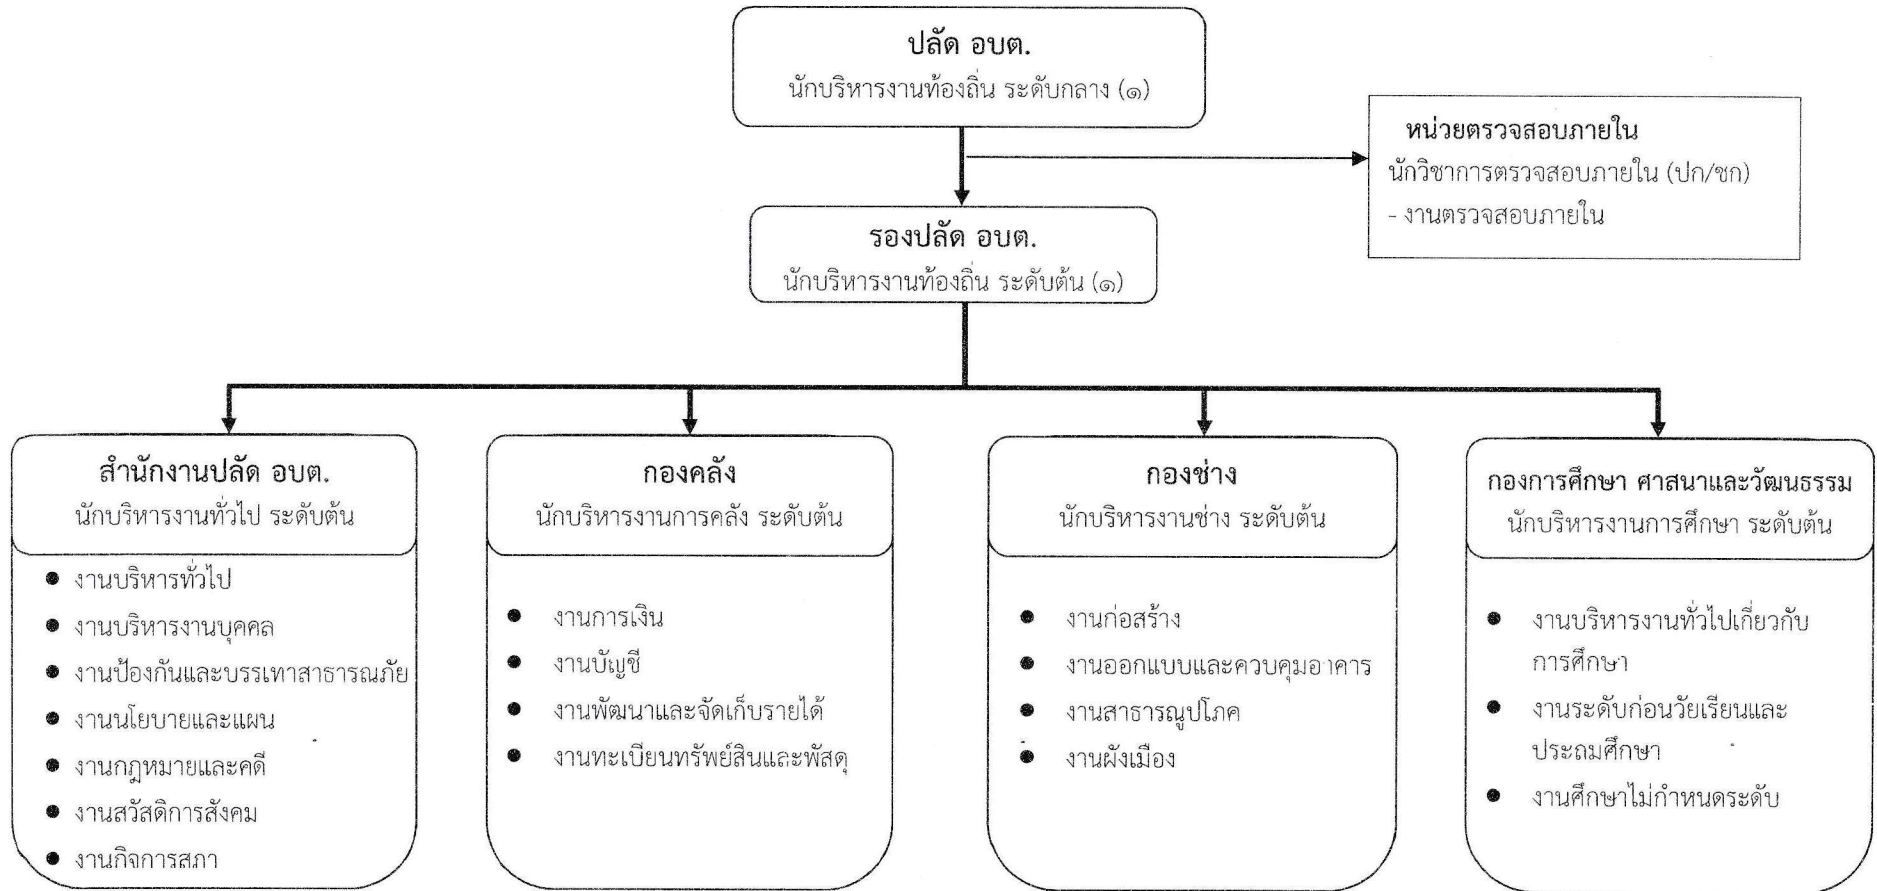 ปลัด อบต.
นักบริหารงานท้องถิ่น ระดับกลาง (๑)
หน่วยตรวจสอบภายใน
นักวิชาการตรวจสอบภายใน (ปก/ชก)
- งานตรวจสอบภายใน
รองปลัด อบต.
นักบริหารงานท้องถิ่น ระดับต้น (๑)
สำนักงานปลัด อบต.
นักบริหารงานทั่วไป ระดับต้น
● งานบริหารทั่วไป
● งานบริหารงานบุคคล
● งานป้องกันและบรรเทาสาธารณภัย
● งานนโยบายและแผน
● งานกฎหมายและคดี
● งานสวัสดิการสังคม
● งานกิจการสภา
กองคลัง
นักบริหารงานการคลัง ระดับต้น
● งานการเงิน
● งานบัญชี
● งานพัฒนาและจัดเก็บรายได้
● งานทะเบียนทรัพย์สินและพัสดุ
กองช่าง
นักบริหารงานช่าง ระดับต้น
● งานก่อสร้าง
● งานออกแบบและควบคุมอาคาร
● งานสาธารณูปโภค
● งานผังเมือง
กองการศึกษา ศาสนาและวัฒนธรรม
นักบริหารงานการศึกษา ระดับต้น
● งานบริหารงานทั่วไปเกี่ยวกับ
การศึกษา
● งานระดับก่อนวัยเรียนและ
ประถมศึกษา
● งานศึกษาไม่กำหนดระดับ